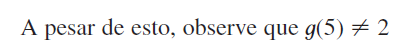 A pesar de esto, observe que g(5) ≠ 2